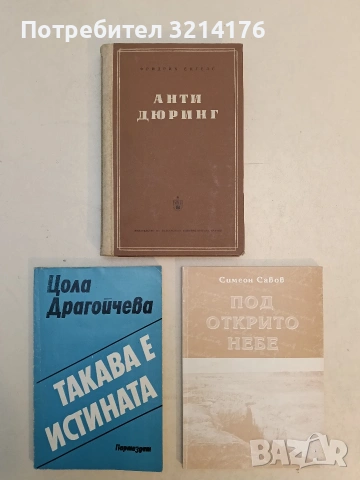 Потребител 3214176
ФРИДРИХ ЕНГЕЛС
АНТИ
ДЮРИНГ
Цола
Драгойчева
ТАКАВА Е
ИСТИНАТА
Партиздат
Симеон Савов
ПОД
ОТКРИТО
НЕБЕ
BAZAR